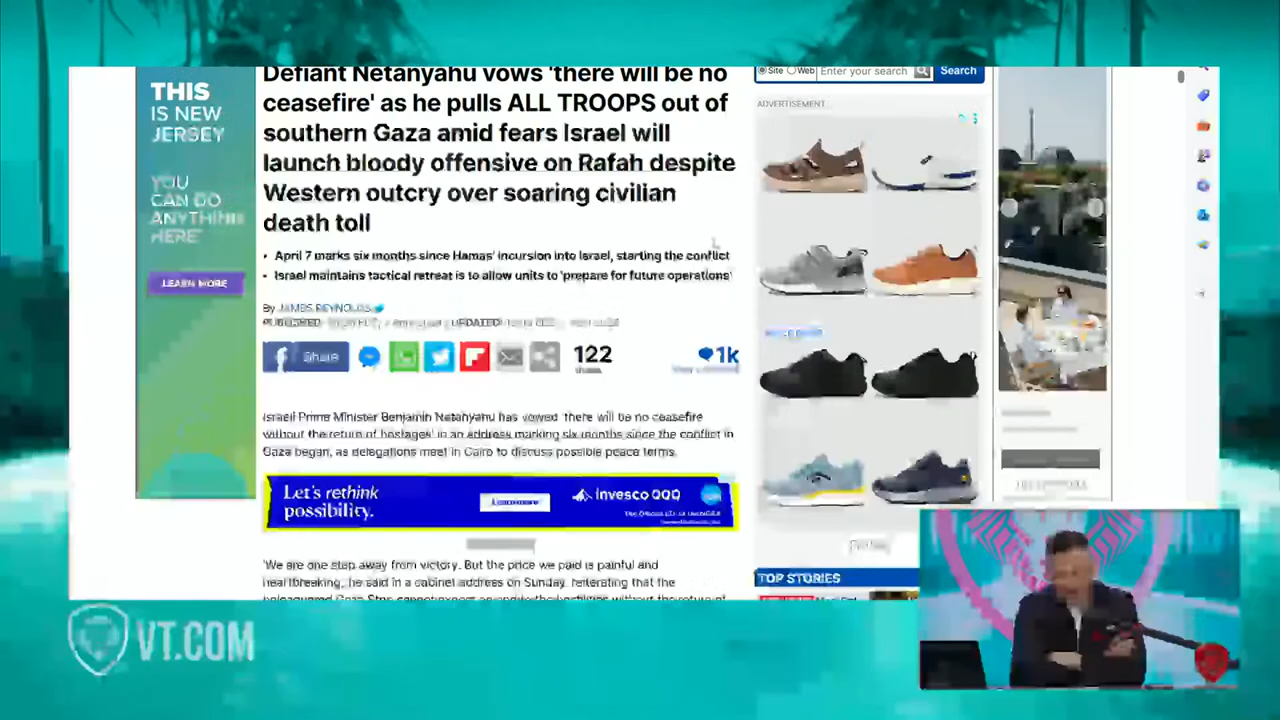 THIS
IS NEW
JERSEY
YOU
CAN DO
ANYTHING
HERE
LEARN MORE
Defiant Netanyahu vows 'there will be no
ceasefire' as he pulls ALL TROOPS out of
southern Gaza amid fears Israel will
launch bloody offensive on Rafah despite
Western outcry over soaring civilian
death toll
• April 7 marks six months since Hamas' incursion into Israel, starting the conflict
• Israel maintains tactical retreat is to allow units to 'prepare for future operations'
By JAMES REYNOLDS
PUBLISHED: UPDATED:
Share
122
shares
1k
Israeli Prime Minister Benjamin Netanyahu has vowed 'there will be no ceasefire
without the return of hostages' in an address marking six months since the conflict in
Gaza began, as delegations meet in Cairo to discuss possible peace terms.
Let's rethink
possibility.
Learn more
Invesco QQQ
'We are one step away from victory. But the price we paid is painful and
heartbreaking,' he said in a cabinet address on Sunday, reiterating that the
Site Web Enter your search Search
ADVERTISEMENT
TOP STORIES
VT.COM